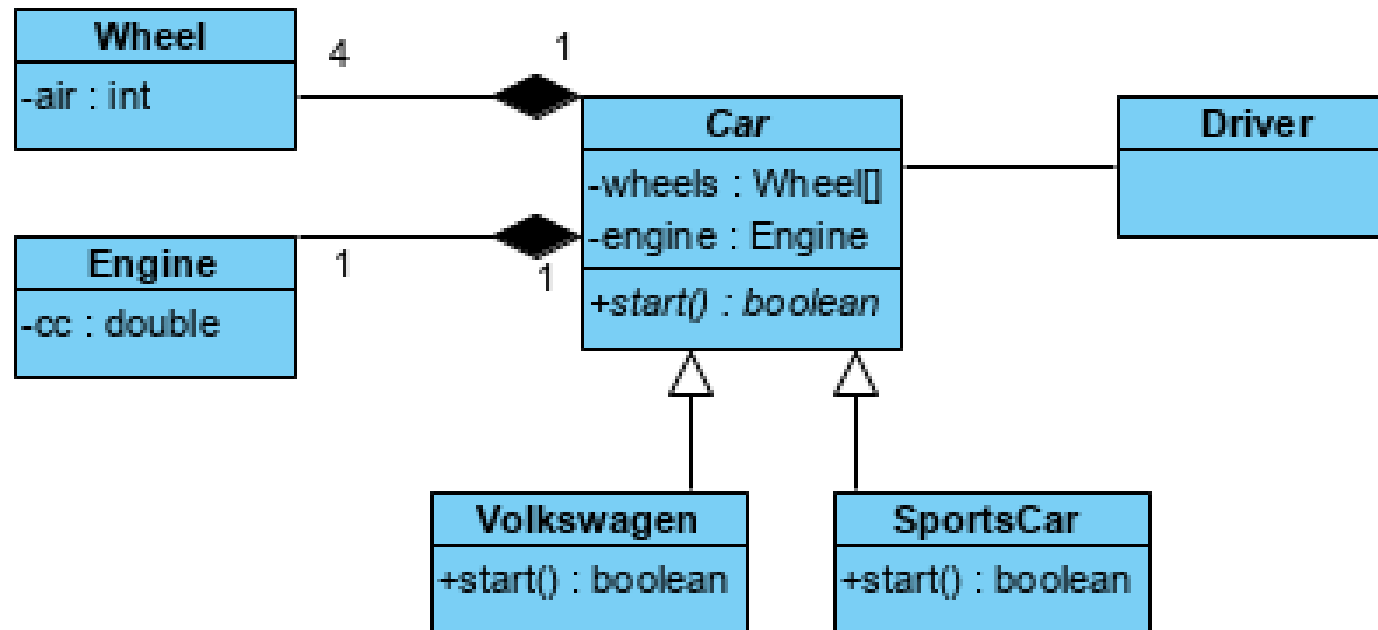 Wheel
-air : int
4
1
Car
-wheels : Wheel[]
-engine : Engine
+start() : boolean
Driver
Engine
-cc : double
1
1
Volkswagen
+start() : boolean
SportsCar
+start() : boolean